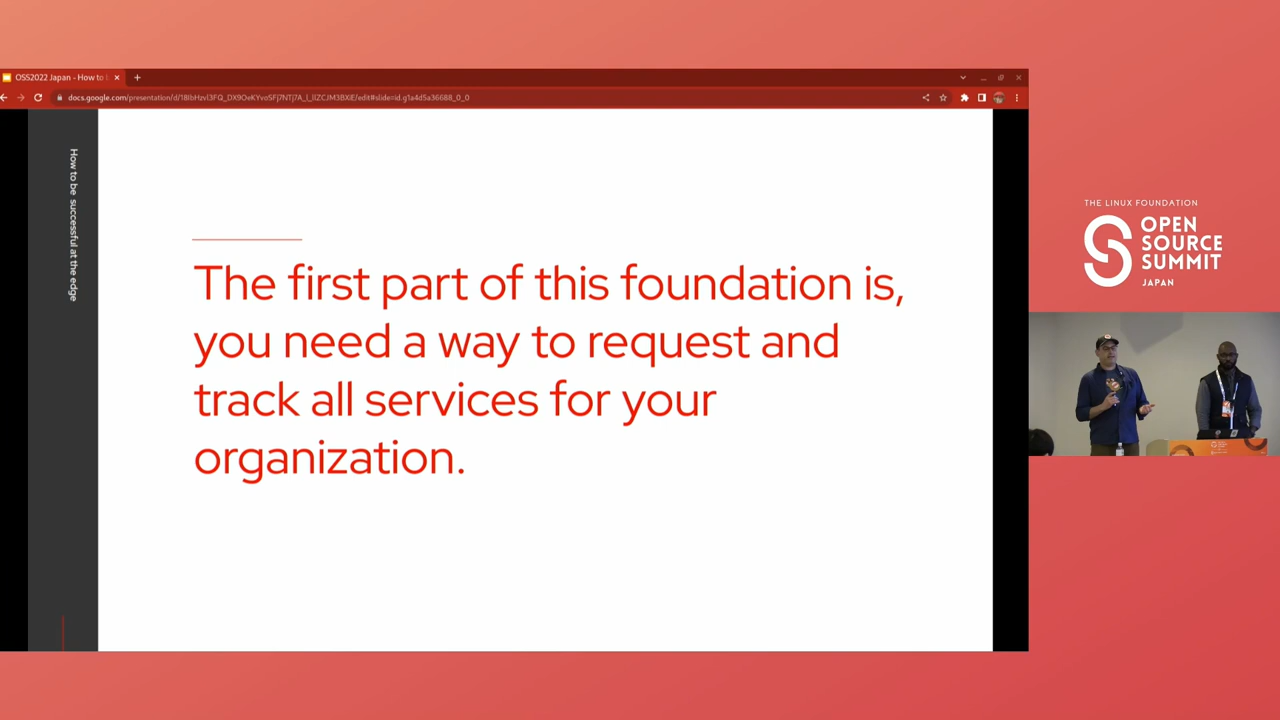 OSS2022 Japan - How to
How to be successful at the edge
The first part of this foundation is,
you need a way to request and
track all services for your
organization.
THE LINUX FOUNDATION
OPEN
SOURCE
SUMMIT
JAPAN